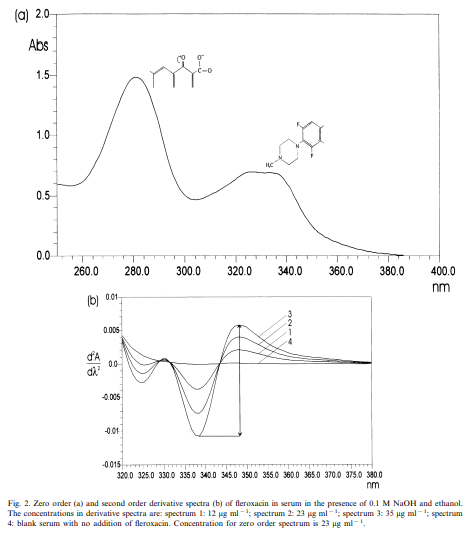 (a)
2.0
Abs
1.5
1.0
0.5
0.0
O O⁻
C–O
F
N
N
H₃C
F
260.0 280.0 300.0 320.0 340.0 360.0 380.0 400.0
nm
(b)
0.01
0.005
0.0
-0.005
-0.01
-0.015
d²A
dλ²
3
2
1
4
320.0 325.0 330.0 335.0 340.0 345.0 350.0 355.0 360.0 365.0 370.0 375.0 380.0
nm
Fig. 2. Zero order (a) and second order derivative spectra (b) of fleroxacin in serum in the presence of 0.1 M NaOH and ethanol.
The concentrations in derivative spectra are: spectrum 1: 12 μg ml⁻¹; spectrum 2: 23 μg ml⁻¹; spectrum 3: 35 μg ml⁻¹; spectrum
4: blank serum with no addition of fleroxacin. Concentration for zero order spectrum is 23 μg ml⁻¹.